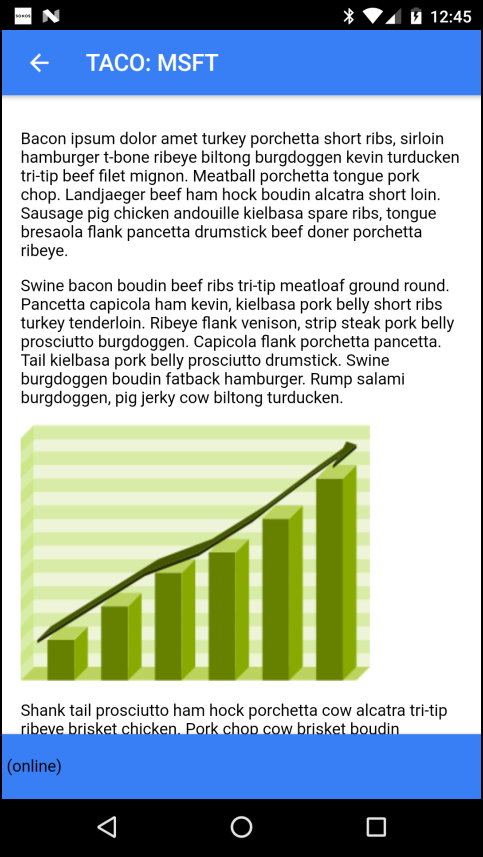 SONOS
12:45
TACO: MSFT
Bacon ipsum dolor amet turkey porchetta short ribs, sirloin
hamburger t-bone ribeye biltong burgdoggen kevin turducken
tri-tip beef filet mignon. Meatball porchetta tongue pork
chop. Landjaeger beef ham hock boudin alcatra short loin.
Sausage pig chicken andouille kielbasa spare ribs, tongue
bresaola flank pancetta drumstick beef doner porchetta
ribeye.
Swine bacon boudin beef ribs tri-tip meatloaf ground round.
Pancetta capicola ham kevin, kielbasa pork belly short ribs
turkey tenderloin. Ribeye flank venison, strip steak pork belly
prosciutto burgdoggen. Capicola flank porchetta pancetta.
Tail kielbasa pork belly prosciutto drumstick. Swine
burgdoggen boudin fatback hamburger. Rump salami
burgdoggen, pig jerky cow biltong turducken.
Shank tail prosciutto ham hock porchetta cow alcatra tri-tip
ribeye brisket chicken. Pork chop cow brisket boudin
(online)